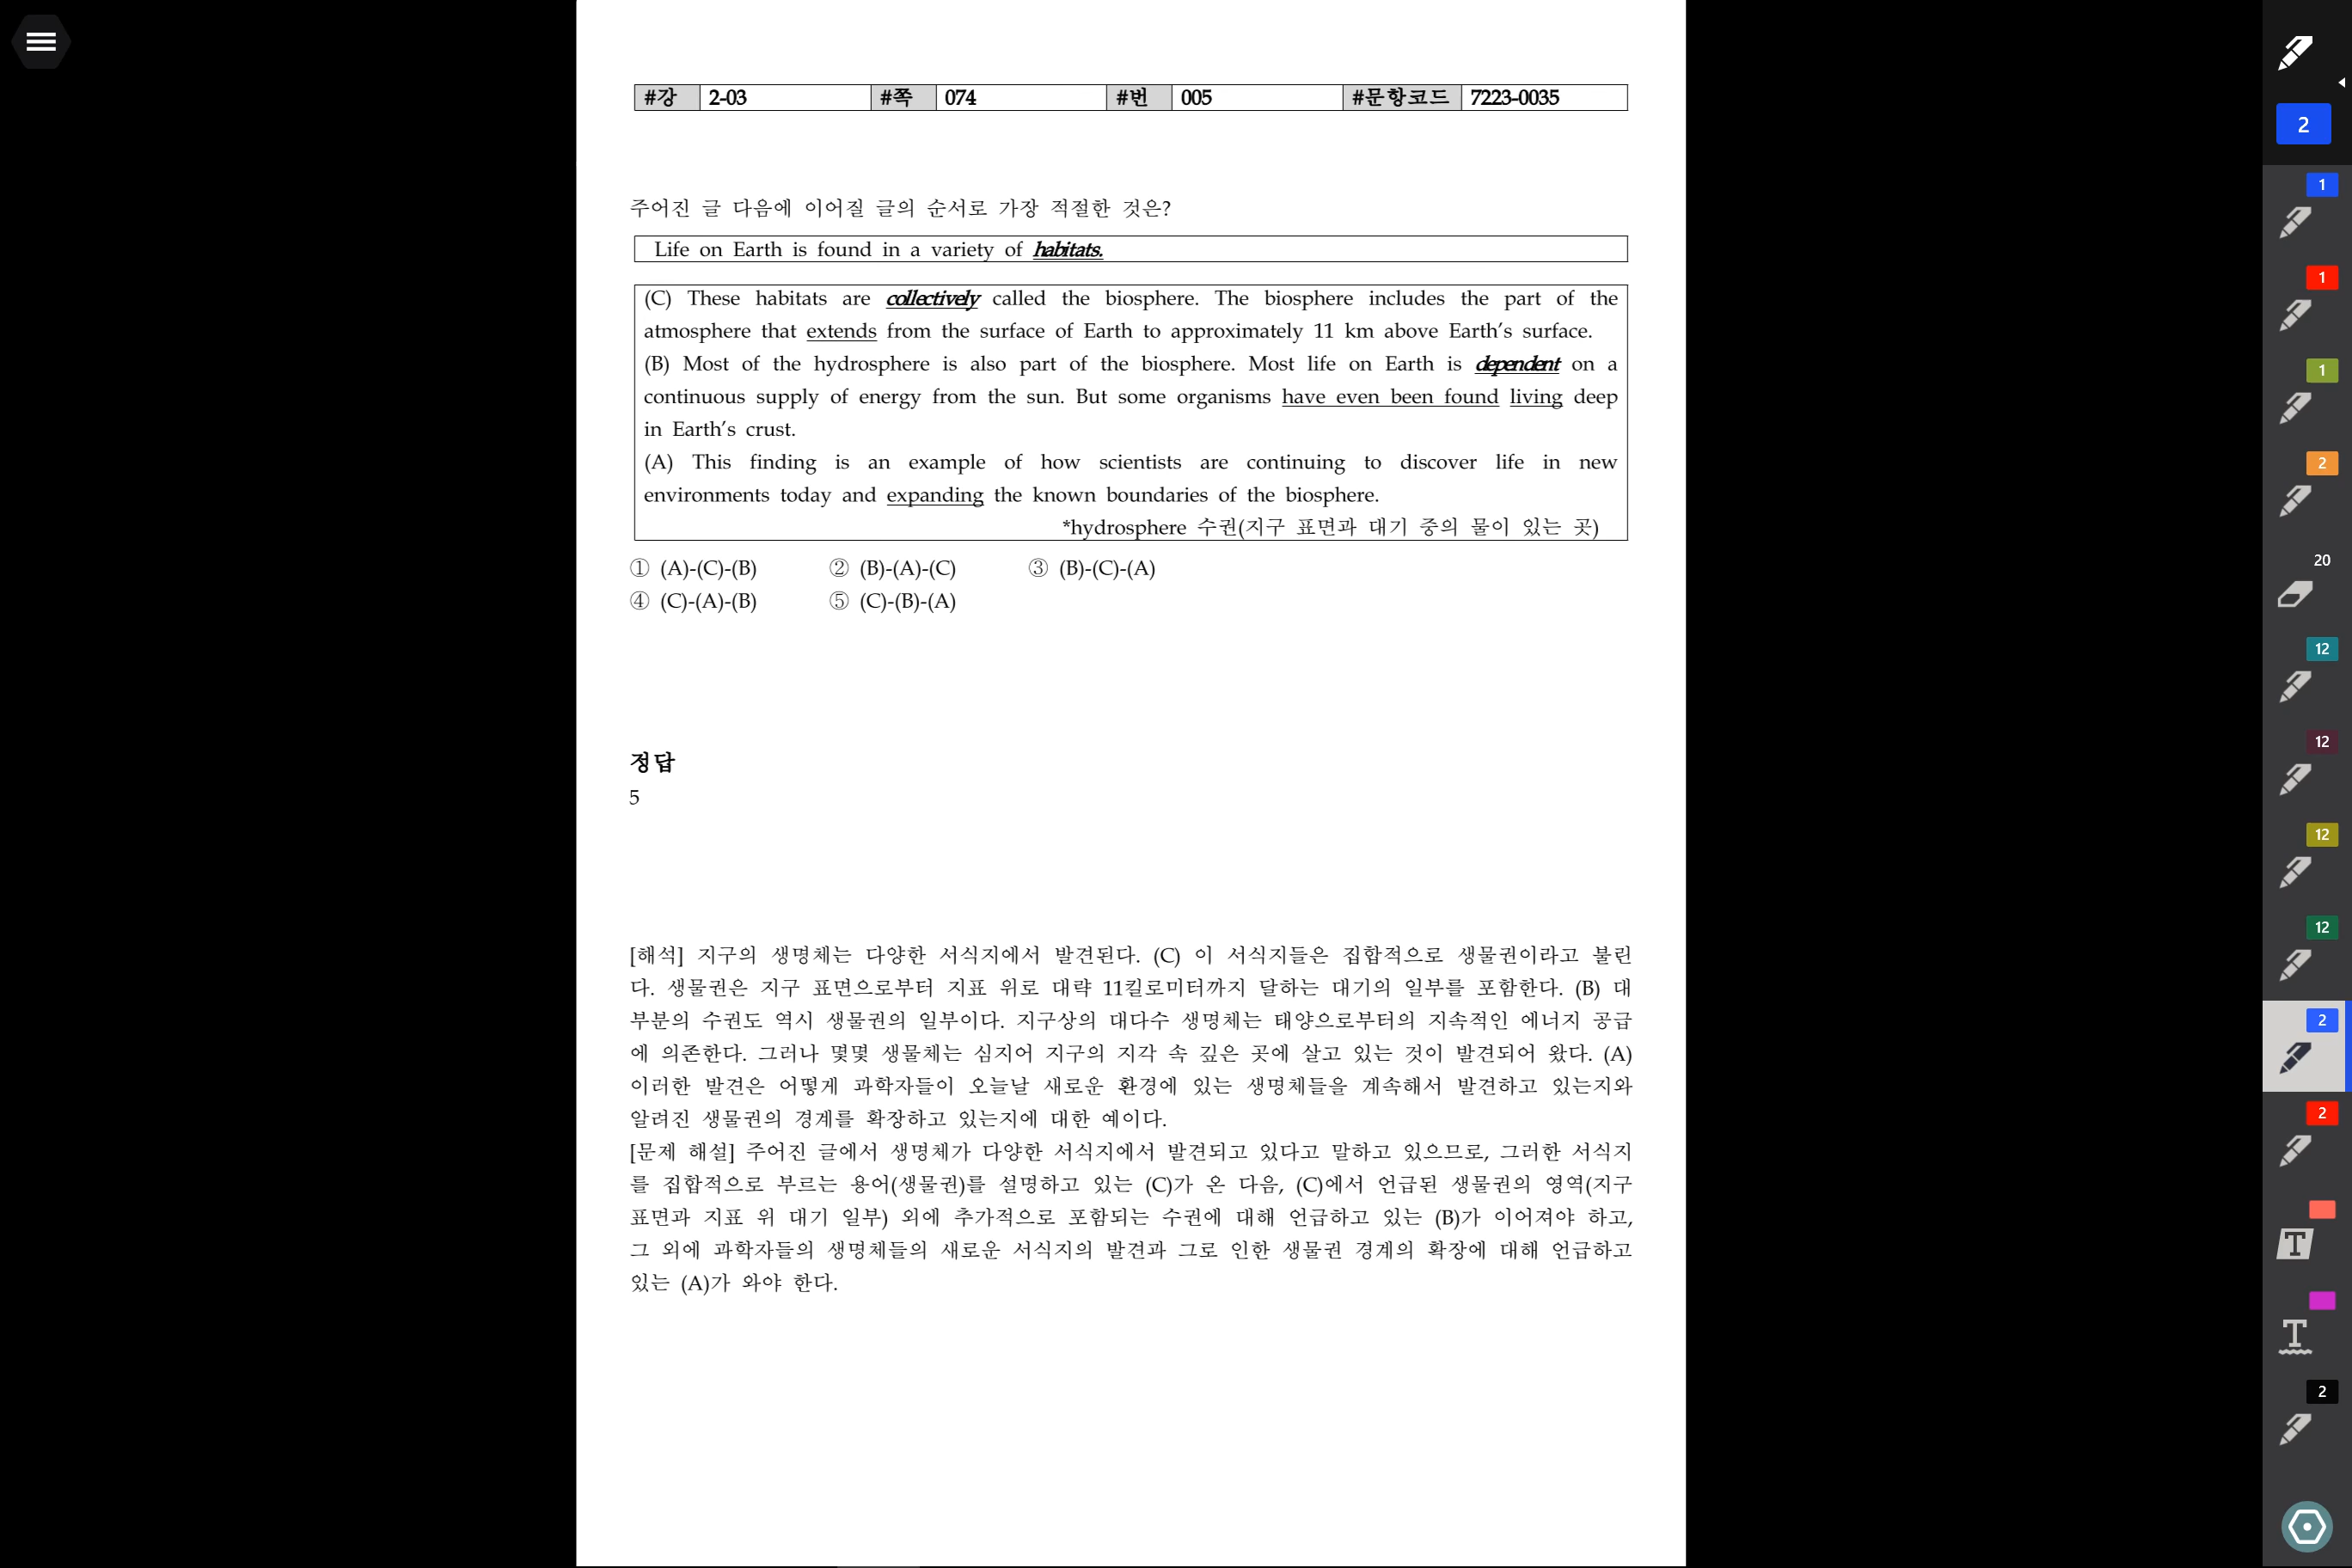 #강 2-03 #쪽 074 #번 005 #문항코드 7223-0035
주어진 글 다음에 이어질 글의 순서로 가장 적절한 것은?
Life on Earth is found in a variety of habitats.
(C) These habitats are collectively called the biosphere. The biosphere includes the part of the
atmosphere that extends from the surface of Earth to approximately 11 km above Earth's surface.
(B) Most of the hydrosphere is also part of the biosphere. Most life on Earth is dependent on a
continuous supply of energy from the sun. But some organisms have even been found living deep
in Earth's crust.
(A) This finding is an example of how scientists are continuing to discover life in new
environments today and expanding the known boundaries of the biosphere.
*hydrosphere 수권(지구 표면과 대기 중의 물이 있는 곳)
① (A)-(C)-(B) ② (B)-(A)-(C) ③ (B)-(C)-(A)
④ (C)-(A)-(B) ⑤ (C)-(B)-(A)
정답
5
[해석] 지구의 생명체는 다양한 서식지에서 발견된다. (C) 이 서식지들은 집합적으로 생물권이라고 불린
다. 생물권은 지구 표면으로부터 지표 위로 대략 11킬로미터까지 달하는 대기의 일부를 포함한다. (B) 대
부분의 수권도 역시 생물권의 일부이다. 지구상의 대다수 생명체는 태양으로부터의 지속적인 에너지 공급
에 의존한다. 그러나 몇몇 생물체는 심지어 지구의 지각 속 깊은 곳에 살고 있는 것이 발견되어 왔다. (A)
이러한 발견은 어떻게 과학자들이 오늘날 새로운 환경에 있는 생명체들을 계속해서 발견하고 있는지와
알려진 생물권의 경계를 확장하고 있는지에 대한 예이다.
[문제 해설] 주어진 글에서 생명체가 다양한 서식지에서 발견되고 있다고 말하고 있으므로, 그러한 서식지
를 집합적으로 부르는 용어(생물권)를 설명하고 있는 (C)가 온 다음, (C)에서 언급된 생물권의 영역(지구
표면과 지표 위 대기 일부) 외에 추가적으로 포함되는 수권에 대해 언급하고 있는 (B)가 이어져야 하고,
그 외에 과학자들의 생명체들의 새로운 서식지의 발견과 그로 인한 생물권 경계의 확장에 대해 언급하고
있는 (A)가 와야 한다.
2
1
1
1
2
20
12
12
12
12
2
2
T
T
2